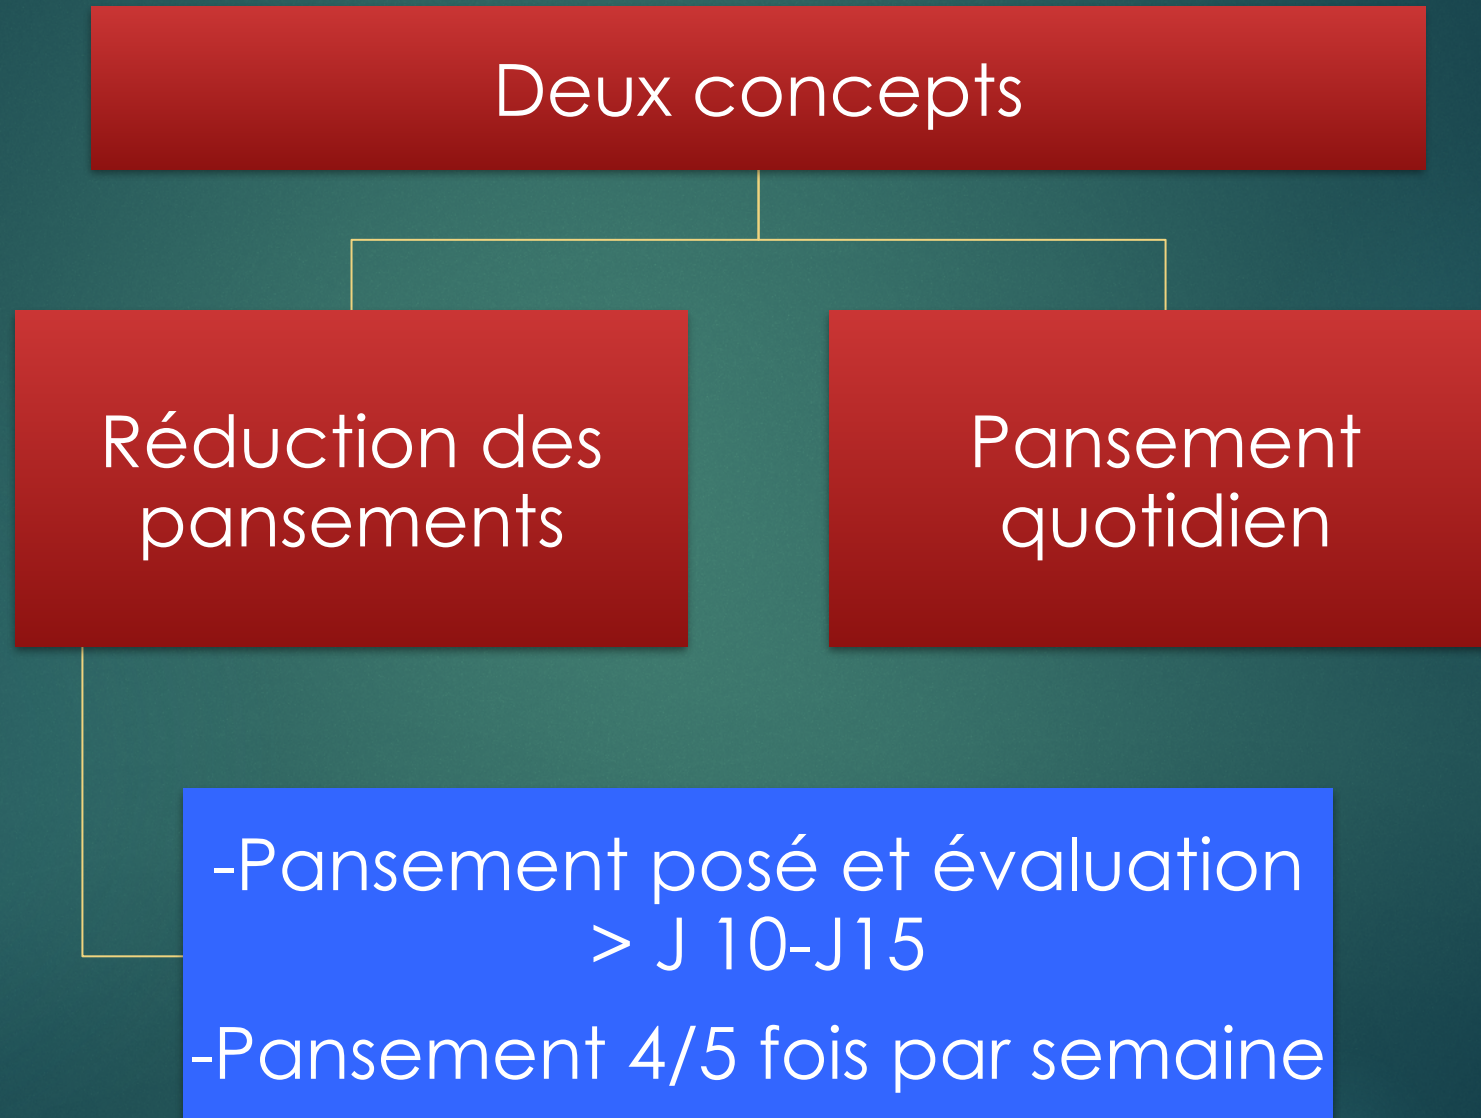 Deux concepts
Réduction des
pansements
Pansement
quotidien
-Pansement posé et évaluation
> J 10-J15
-Pansement 4/5 fois par semaine